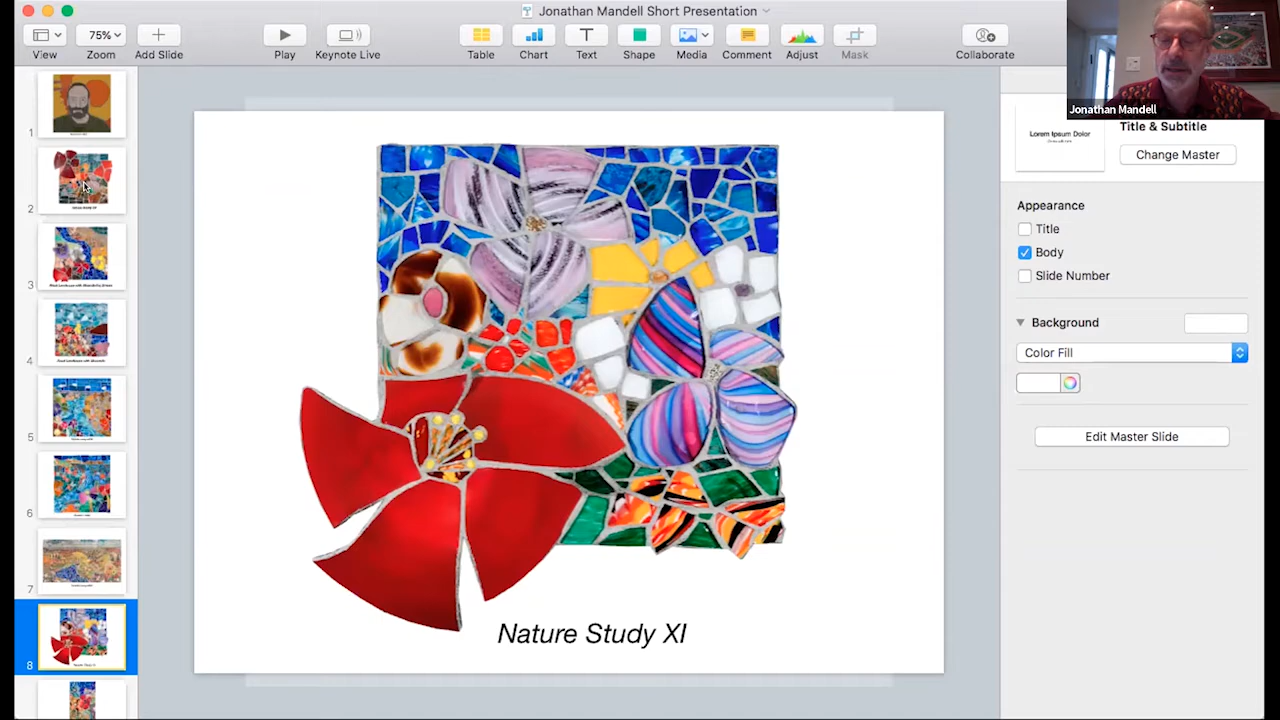 Jonathan Mandell Short Presentation
75%
View
Zoom
Add Slide
Play
Keynote Live
Table
Chart
Text
Shape
Media
Comment
Adjust
Mask
Collaborate
Jonathan Mandell
Lorem Ipsum Dolor
Title & Subtitle
Change Master
Appearance
Title
Body
Slide Number
Background
Color Fill
Edit Master Slide
1
2
3
4
5
6
7
8
Nature Study XI